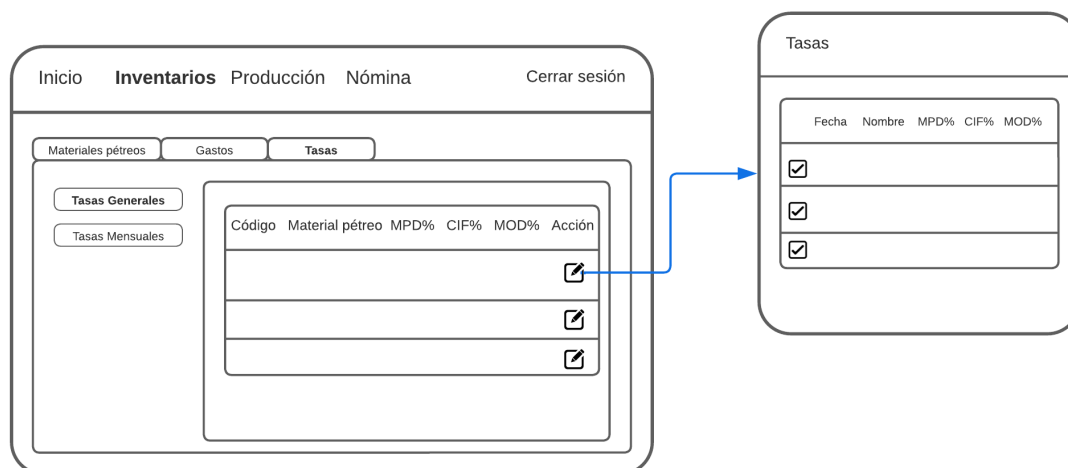 Inicio Inventarios Producción Nómina Cerrar sesión
Materiales pétreos Gastos Tasas
Tasas Generales
Tasas Mensuales
Código Material pétreo MPD% CIF% MOD% Acción
Tasas
Fecha Nombre MPD% CIF% MOD%